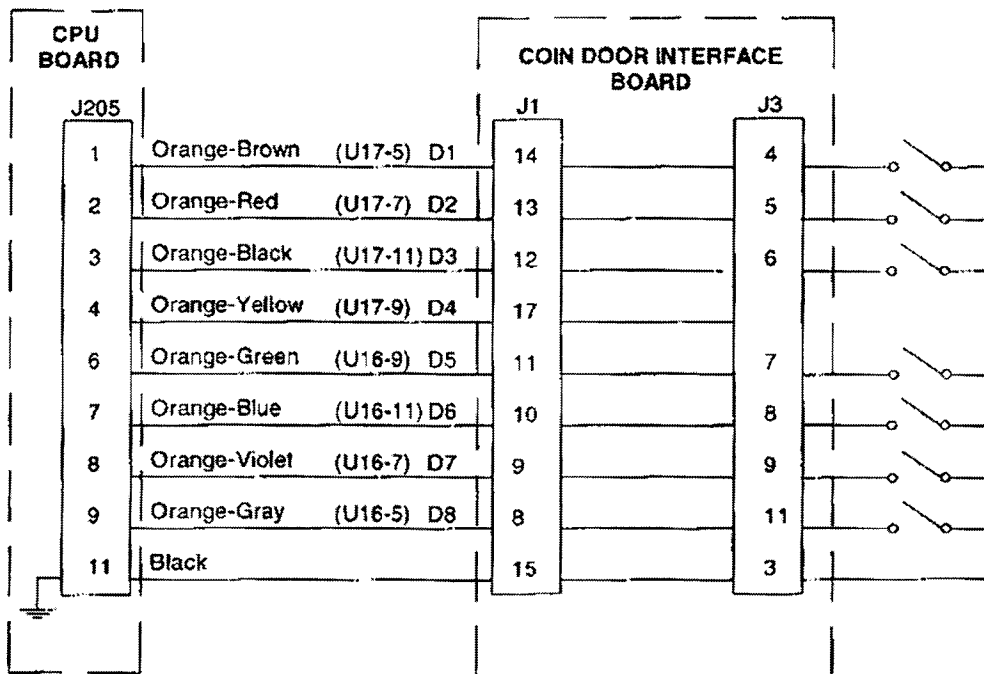 CPU
BOARD
COIN DOOR INTERFACE
BOARD
J205
J1
J3
1 Orange-Brown (U17-5) D1 14 4
2 Orange-Red (U17-7) D2 13 5
3 Orange-Black (U17-11) D3 12 6
4 Orange-Yellow (U17-9) D4 17
6 Orange-Green (U16-9) D5 11 7
7 Orange-Blue (U16-11) D6 10 8
8 Orange-Violet (U16-7) D7 9 9
9 Orange-Gray (U16-5) D8 8 11
11 Black 15 3